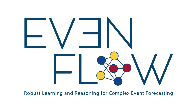 EVEN
FLOW
Robust Learning and Reasoning for Complex Event Forecasting